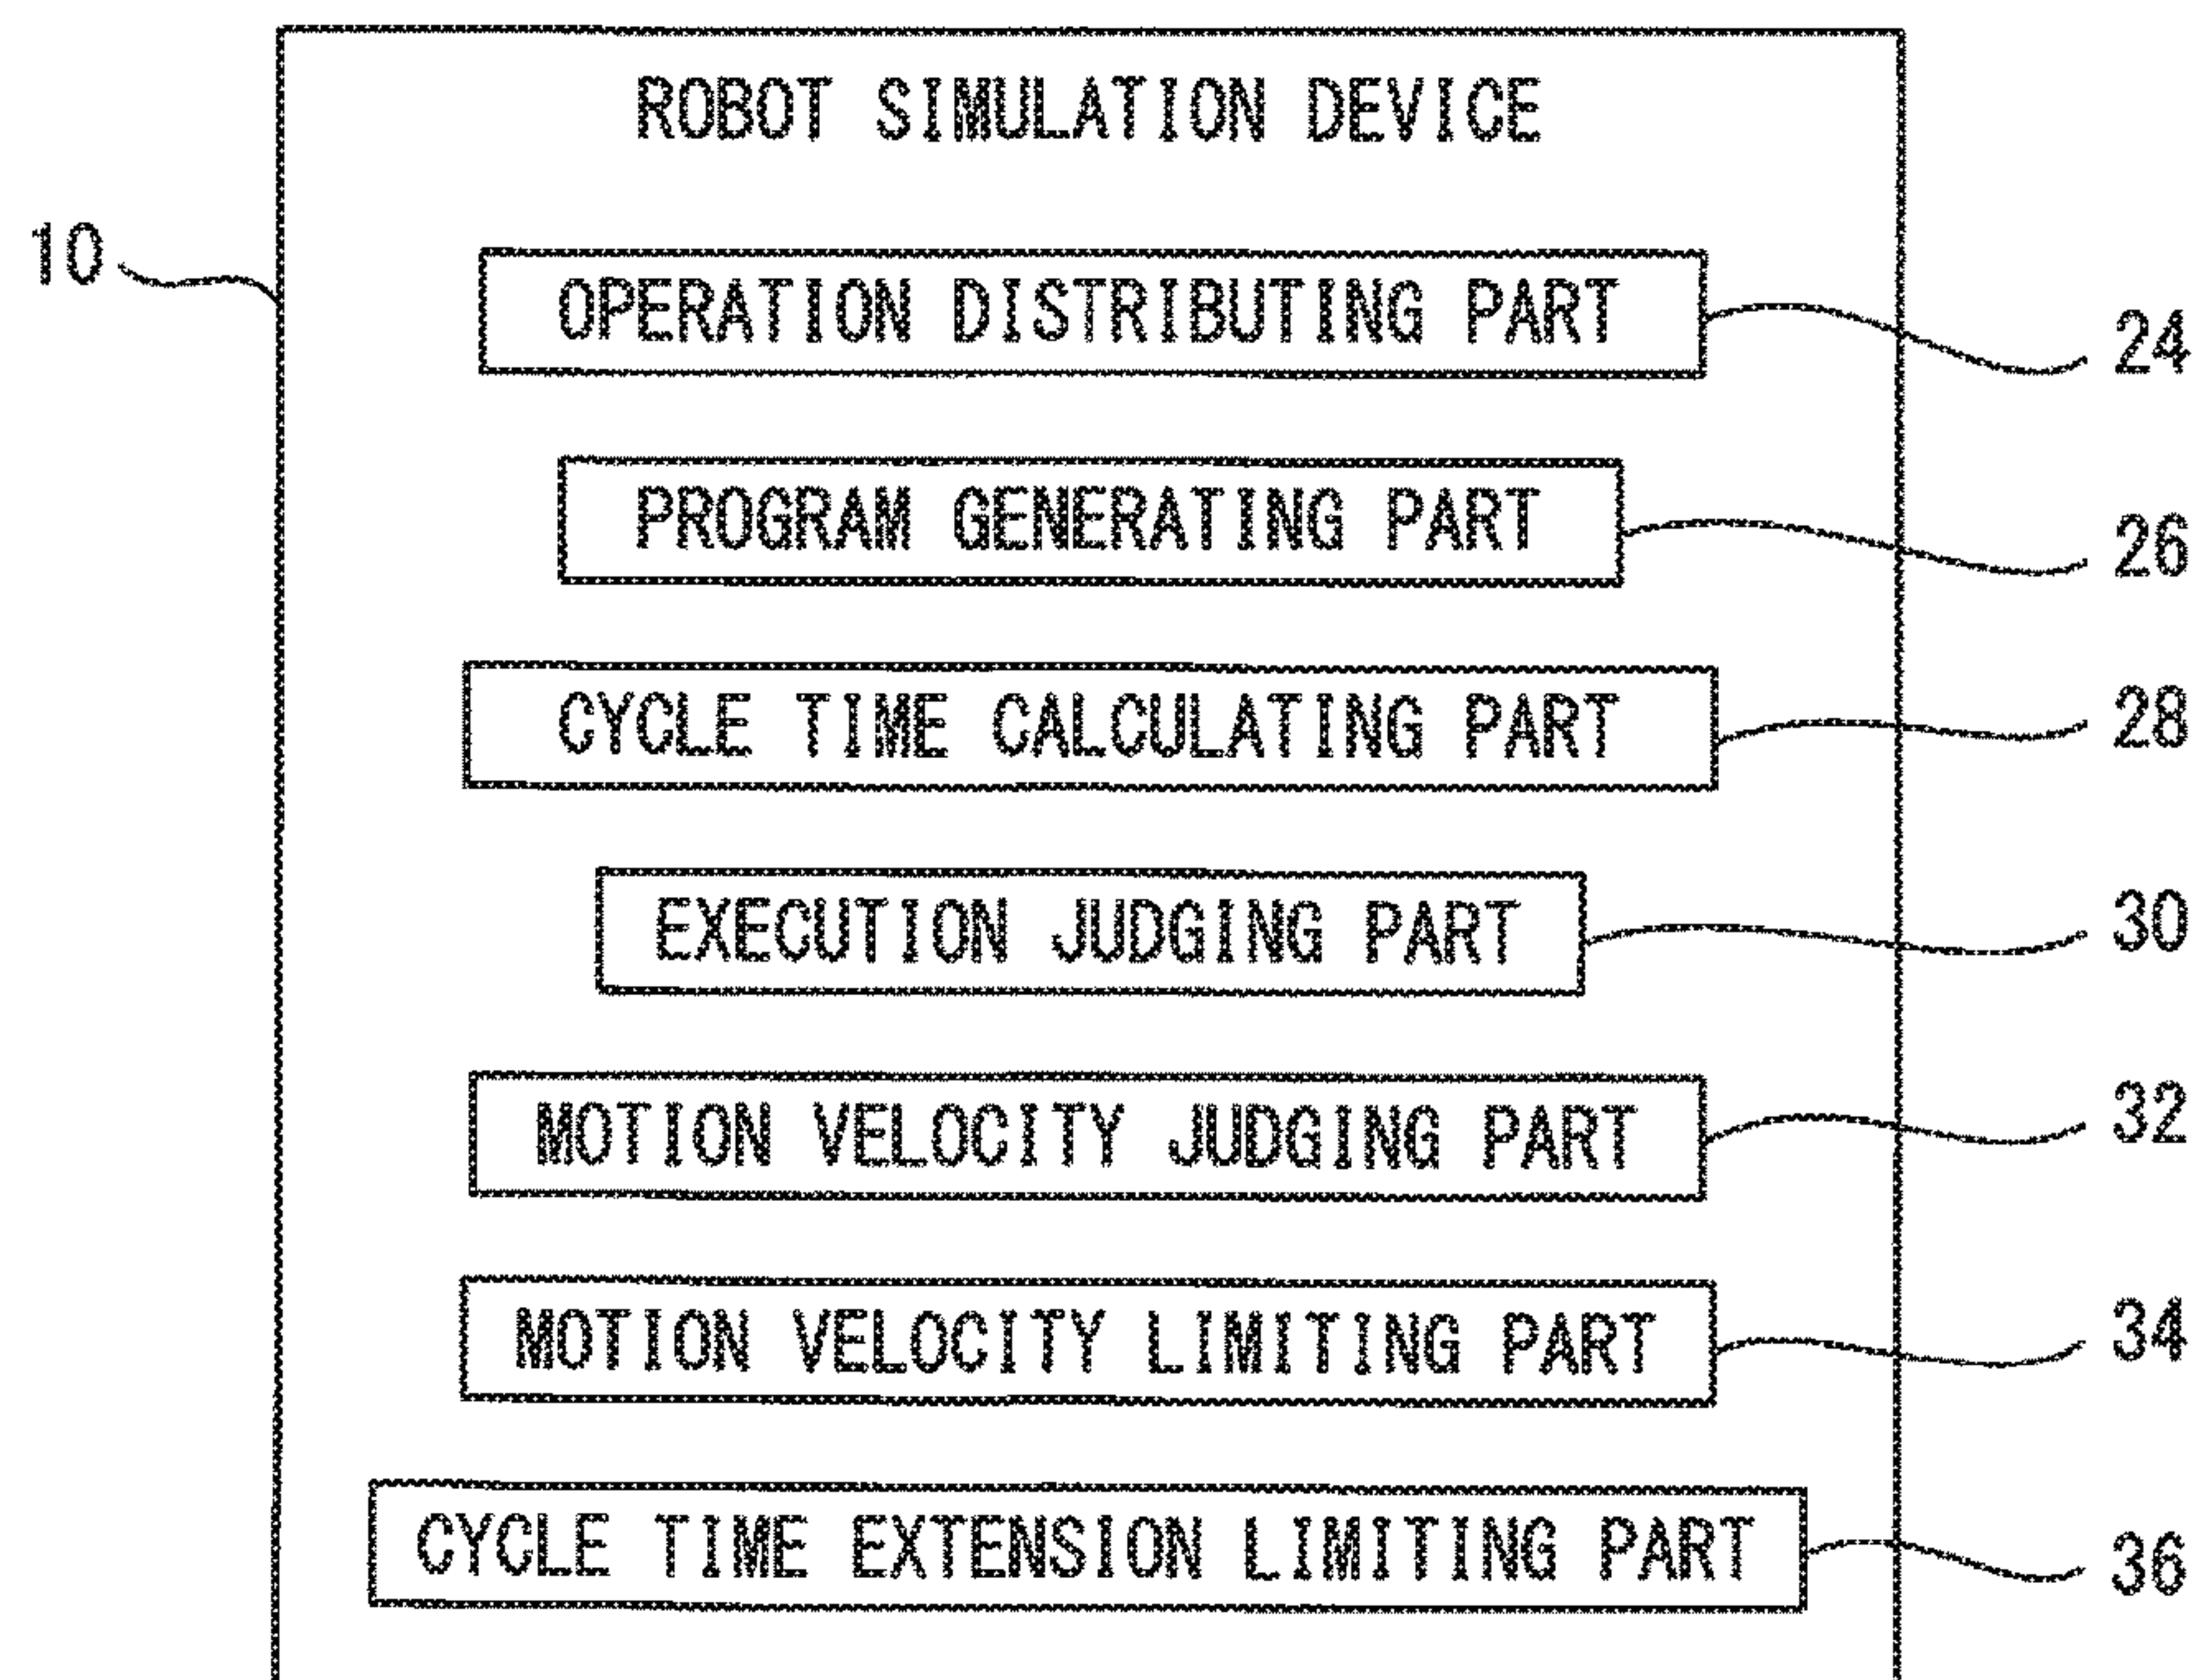 ROBOT SIMULATION DEVICE
10
OPERATION DISTRIBUTING PART
24
PROGRAM GENERATING PART
26
CYCLE TIME CALCULATING PART
28
EXECUTION JUDGING PART
30
MOTION VELOCITY JUDGING PART
32
MOTION VELOCITY LIMITING PART
34
CYCLE TIME EXTENSION LIMITING PART
36